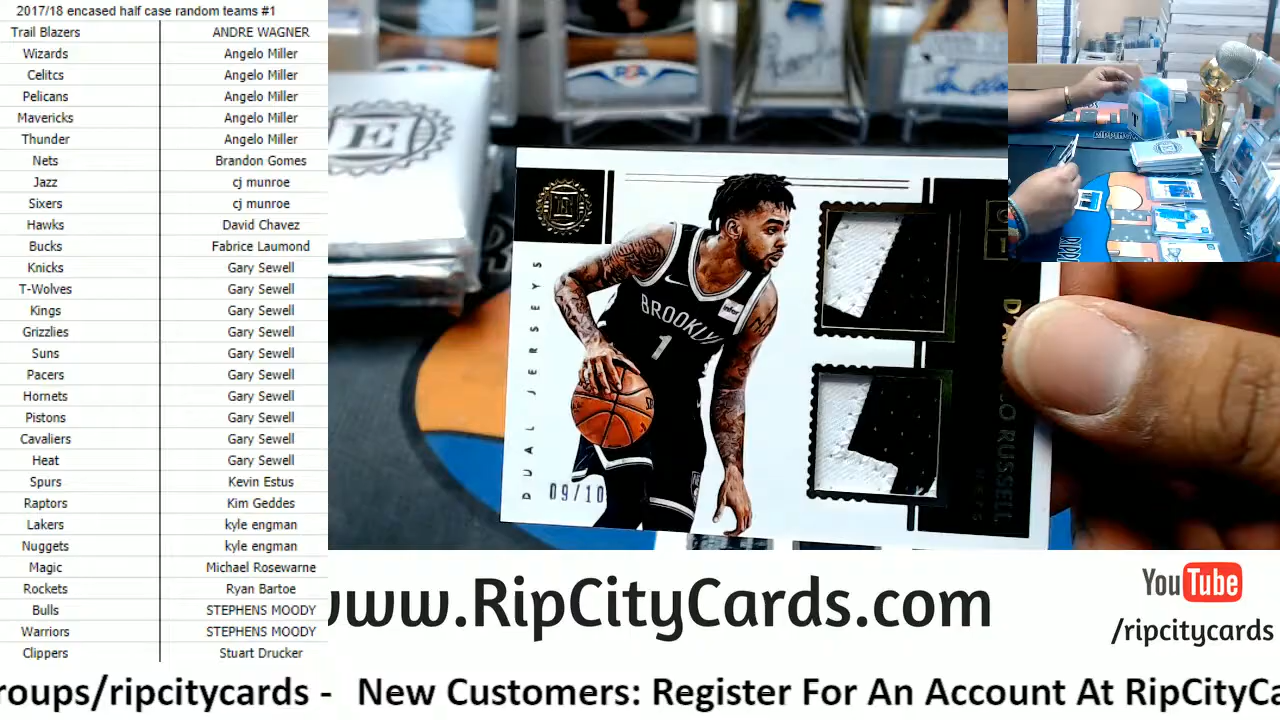 2017/18 encased half case random teams #1
Trail Blazers ANDRE WAGNER
Wizards Angelo Miller
Celitcs Angelo Miller
Pelicans Angelo Miller
Mavericks Angelo Miller
Thunder Angelo Miller
Nets Brandon Gomes
Jazz cj munroe
Sixers cj munroe
Hawks David Chavez
Bucks Fabrice Laumond
Knicks Gary Sewell
T-Wolves Gary Sewell
Kings Gary Sewell
Grizzlies Gary Sewell
Suns Gary Sewell
Pacers Gary Sewell
Hornets Gary Sewell
Pistons Gary Sewell
Cavaliers Gary Sewell
Heat Gary Sewell
Spurs Kevin Estus
Raptors Kim Geddes
Lakers kyle engman
Nuggets kyle engman
Magic Michael Rosewarne
Rockets Ryan Bartoe
Bulls STEPHENS MOODY
Warriors STEPHENS MOODY
Clippers Stuart Drucker
E
DUAL JERSEYS
BROOKLYN
1
09/10
RUSSELL
www.RipCityCards.com
YouTube
/ripcitycards
roups/ripcitycards - New Customers: Register For An Account At RipCityCa